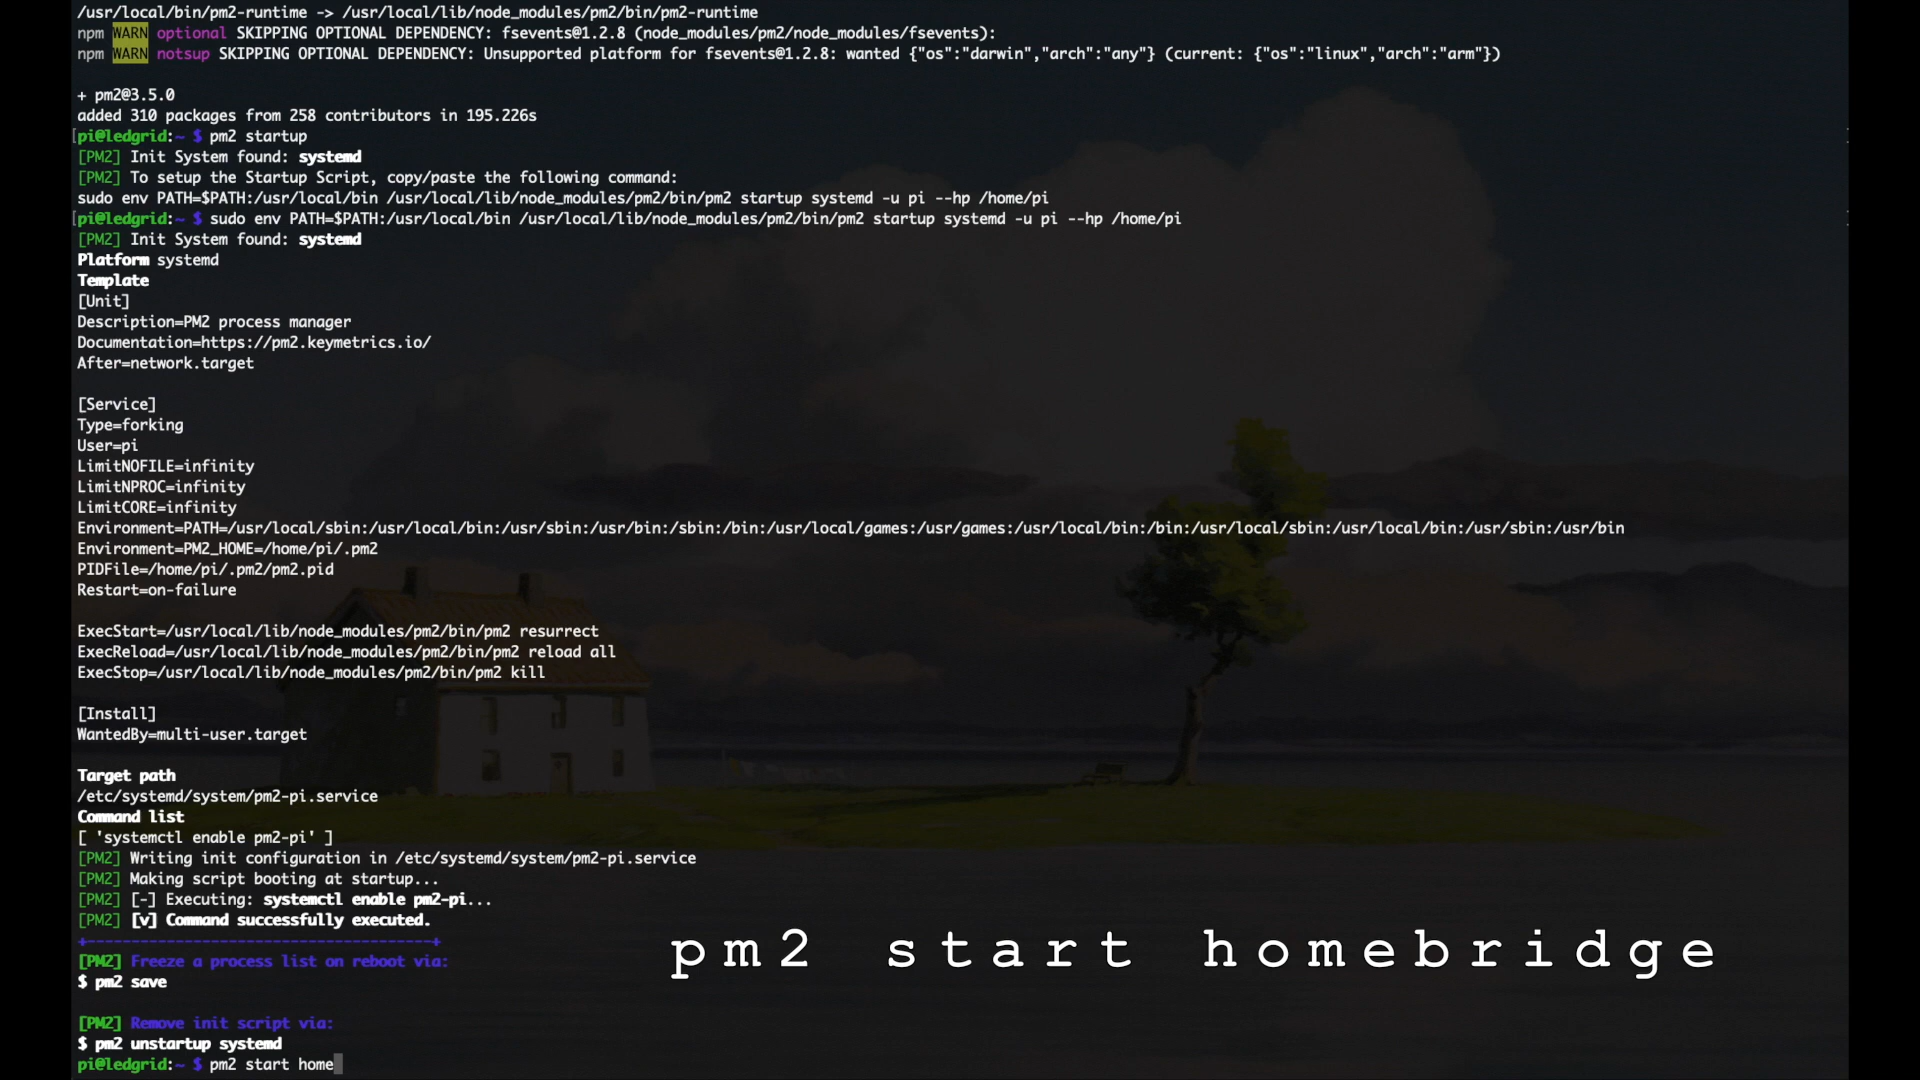 /usr/local/bin/pm2-runtime -> /usr/local/lib/node_modules/pm2/bin/pm2-runtime
npm WARN optional SKIPPING OPTIONAL DEPENDENCY: fsevents@1.2.8 (node_modules/pm2/node_modules/fsevents):
npm WARN notsup SKIPPING OPTIONAL DEPENDENCY: Unsupported platform for fsevents@1.2.8: wanted {"os":"darwin","arch":"any"} (current: {"os":"linux","arch":"arm"})
+ pm2@3.5.0
added 310 packages from 258 contributors in 195.226s
[pi@ledgrid:~ $ pm2 startup
[PM2] Init System found: systemd
[PM2] To setup the Startup Script, copy/paste the following command:
sudo env PATH=$PATH:/usr/local/bin /usr/local/lib/node_modules/pm2/bin/pm2 startup systemd -u pi --hp /home/pi
[pi@ledgrid:~ $ sudo env PATH=$PATH:/usr/local/bin /usr/local/lib/node_modules/pm2/bin/pm2 startup systemd -u pi --hp /home/pi
[PM2] Init System found: systemd
Platform systemd
Template
[Unit]
Description=PM2 process manager
Documentation=https://pm2.keymetrics.io/
After=network.target
[Service]
Type=forking
User=pi
LimitNOFILE=infinity
LimitNPROC=infinity
LimitCORE=infinity
Environment=PATH=/usr/local/sbin:/usr/local/bin:/usr/sbin:/usr/bin:/sbin:/bin:/usr/local/games:/usr/games:/usr/local/bin:/bin:/usr/local/sbin:/usr/local/bin:/usr/sbin:/usr/bin
Environment=PM2_HOME=/home/pi/.pm2
PIDFile=/home/pi/.pm2/pm2.pid
Restart=on-failure
ExecStart=/usr/local/lib/node_modules/pm2/bin/pm2 resurrect
ExecReload=/usr/local/lib/node_modules/pm2/bin/pm2 reload all
ExecStop=/usr/local/lib/node_modules/pm2/bin/pm2 kill
[Install]
WantedBy=multi-user.target
Target path
/etc/systemd/system/pm2-pi.service
Command list
[ 'systemctl enable pm2-pi' ]
[PM2] Writing init configuration in /etc/systemd/system/pm2-pi.service
[PM2] Making script booting at startup...
[PM2] [-] Executing: systemctl enable pm2-pi...
[PM2] [v] Command successfully executed.
+---------------------------------------+
[PM2] Freeze a process list on reboot via:
$ pm2 save
[PM2] Remove init script via:
$ pm2 unstartup systemd
pi@ledgrid:~ $ pm2 start home
pm2 start homebridge